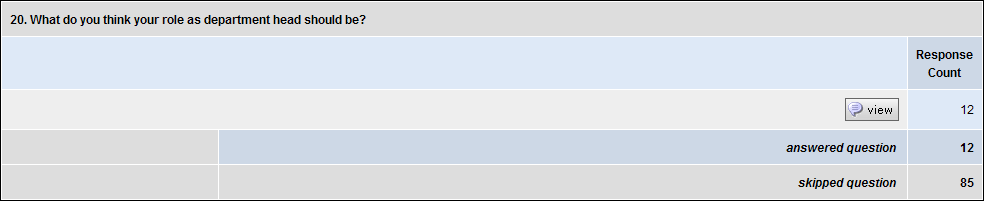 20. What do you think your role as department head should be?
Response
Count
view 12
answered question 12
skipped question 85